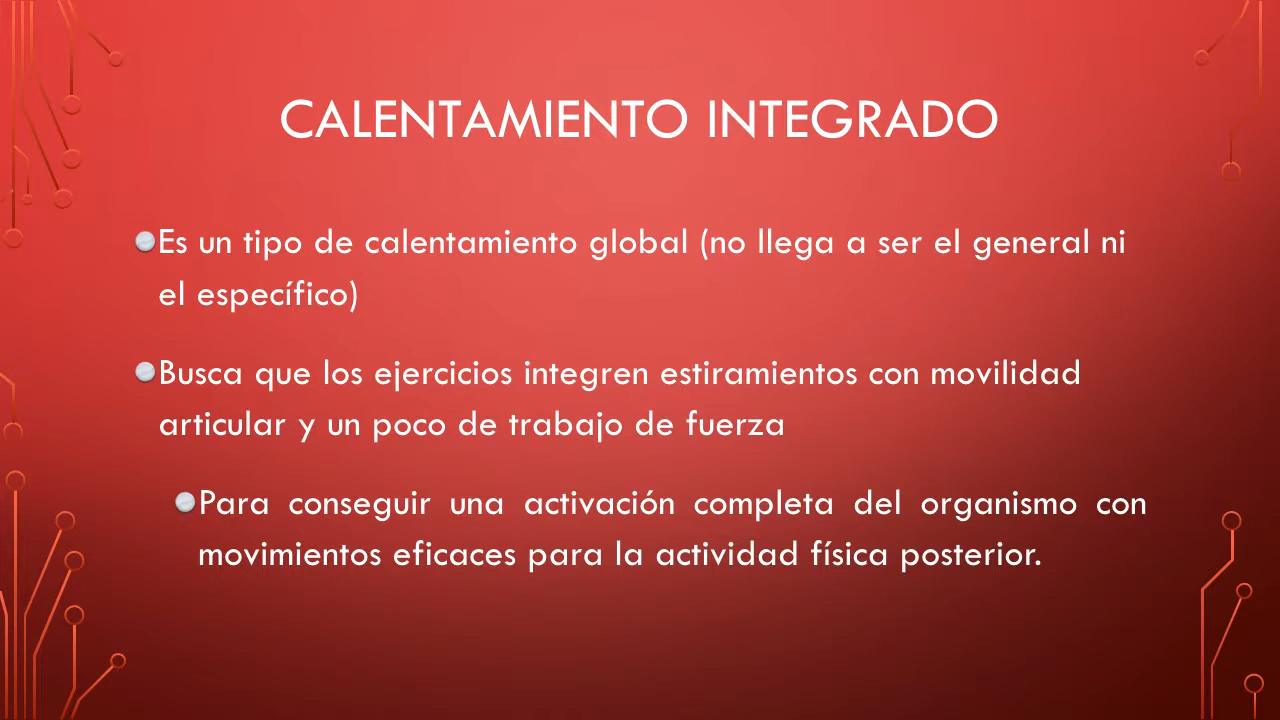 CALENTAMIENTO INTEGRADO
Es un tipo de calentamiento global (no llega a ser el general ni
el específico)
Busca que los ejercicios integren estiramientos con movilidad
articular y un poco de trabajo de fuerza
Para conseguir una activación completa del organismo con
movimientos eficaces para la actividad física posterior.